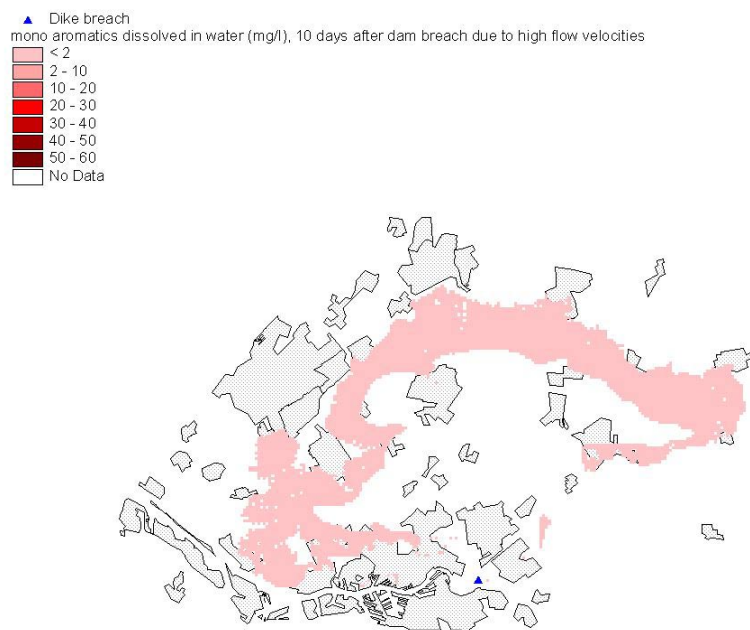 Dike breach
mono aromatics dissolved in water (mg/l), 10 days after dam breach due to high flow velocities
< 2
2 - 10
10 - 20
20 - 30
30 - 40
40 - 50
50 - 60
No Data